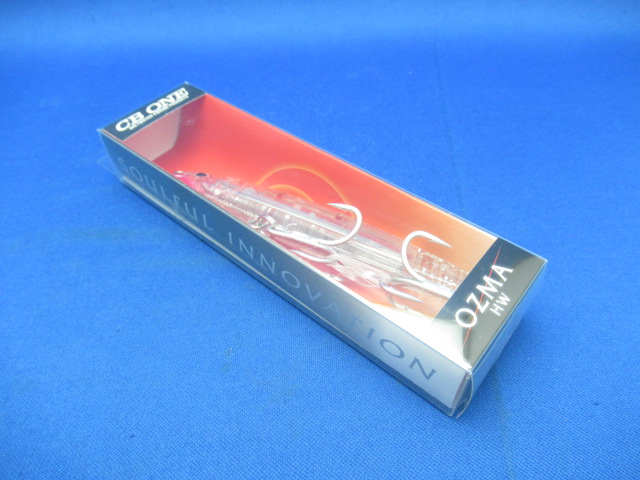 CB ONE
SOULFUL INNOVATION
OZMA
HW